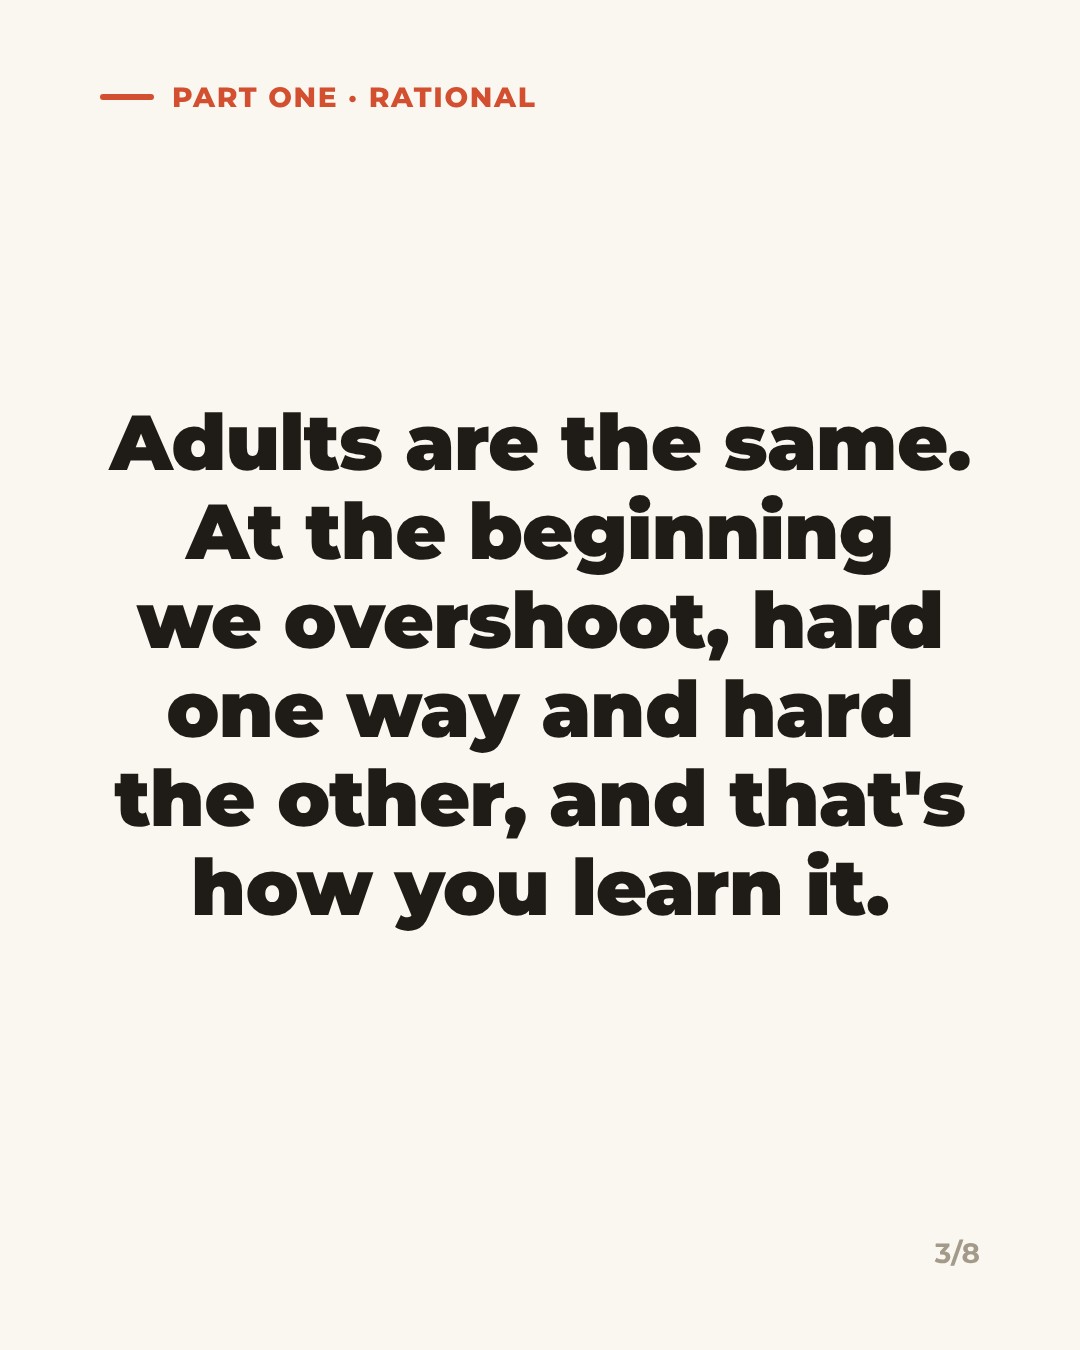 PART ONE · RATIONAL
Adults are the same.
At the beginning
we overshoot, hard
one way and hard
the other, and that's
how you learn it.
3/8